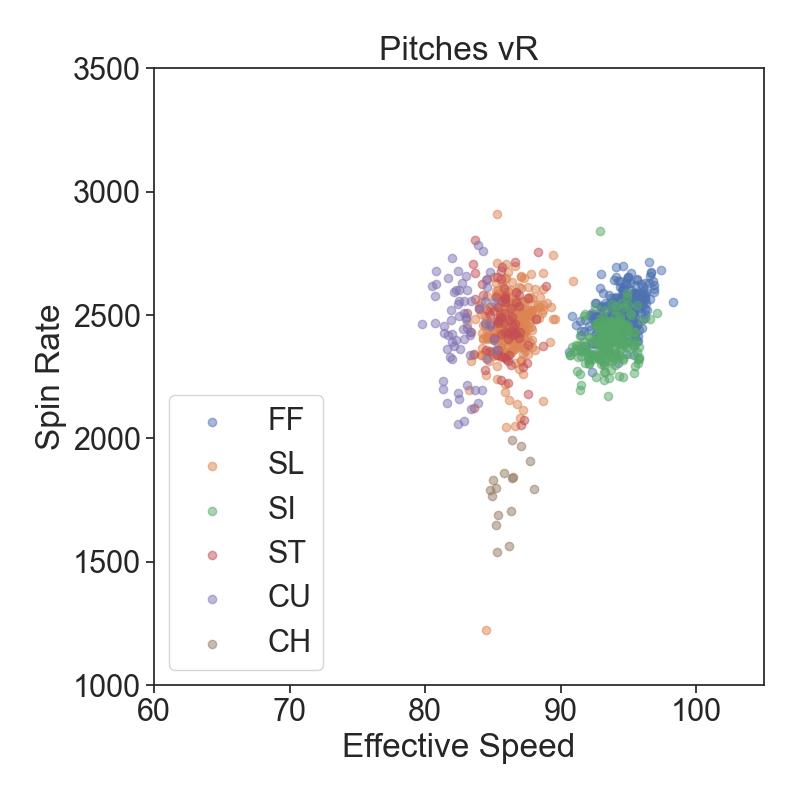 Pitches vR
3500
3000
2500
2000
1500
1000
Spin Rate
FF
SL
SI
ST
CU
CH
60 70 80 90 100
Effective Speed